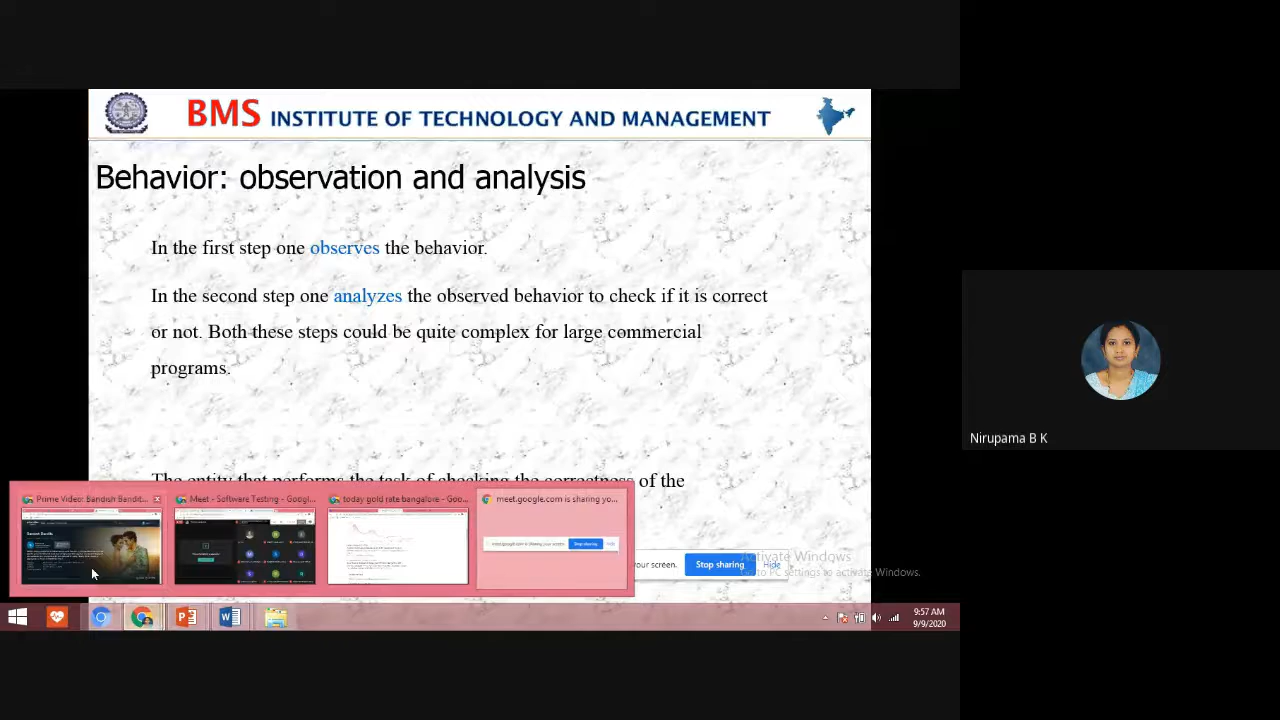 BMS INSTITUTE OF TECHNOLOGY AND MANAGEMENT
Behavior: observation and analysis
In the first step one observes the behavior.
In the second step one analyzes the observed behavior to check if it is correct
or not. Both these steps could be quite complex for large commercial
programs.
The entity that performs the task of checking the correctness of the
Nirupama B K
Prime Video: Bandish Bandit...
Meet - Software Testing - Googl...
today gold rate bangalore - Goo...
meet.google.com is sharing yo...
Stop sharing
your screen.
Stop sharing
Hide
Activate Windows
Go to PC settings to activate Windows.
9:57 AM
9/9/2020